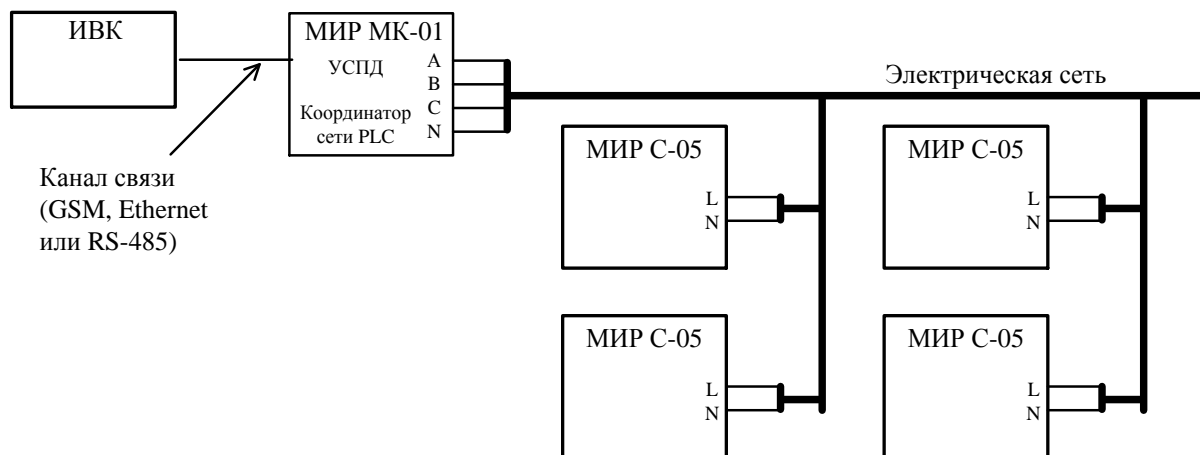 ИВК
МИР МК-01
УСПД
Координатор
сети PLC
A
B
C
N
Электрическая сеть
Канал связи
(GSM, Ethernet
или RS-485)
МИР С-05
L
N
МИР С-05
L
N
МИР С-05
L
N
МИР С-05
L
N